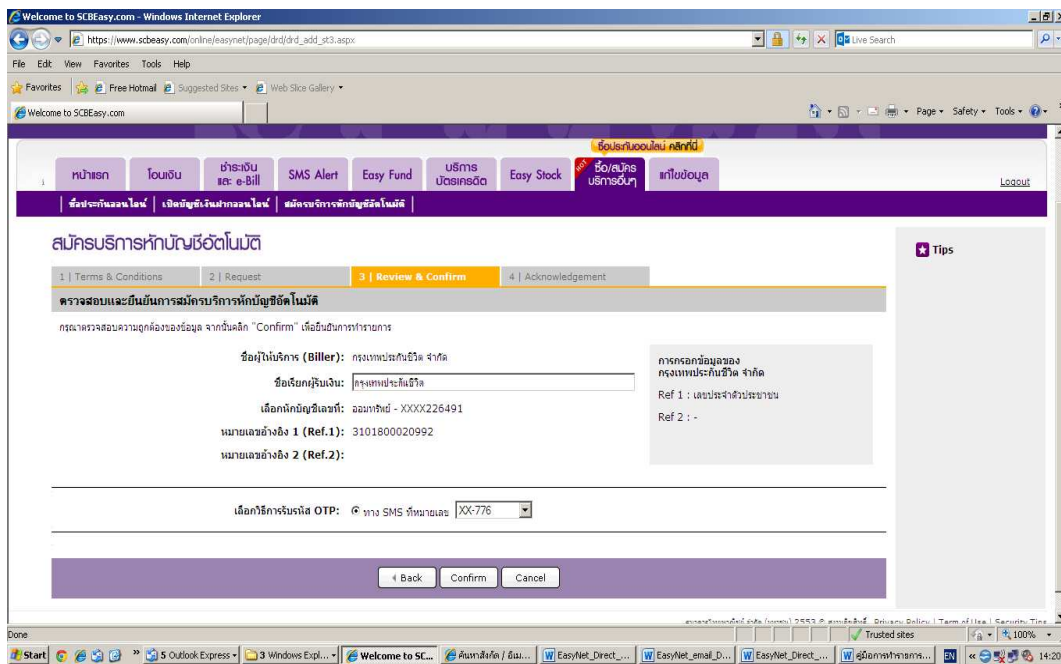 Welcome to SCBEasy.com - Windows Internet Explorer
https://www.scbeasy.com/online/easynet/page/drd/drd_add_st3.aspx
Live Search
File Edit View Favorites Tools Help
Favorites Free Hotmail Suggested Sites Web Slice Gallery
Welcome to SCBEasy.com
Page Safety Tools
ซื้อประกันออนไลน์ คลิกที่นี่
หน้าแรก โอนเงิน ชำระเงิน และ e-Bill SMS Alert Easy Fund บริการ บัตรเครดิต Easy Stock HOT ซื้อ/สมัคร บริการอื่นๆ แก้ไขข้อมูล
Logout
ซื้อประกันออนไลน์ | เปิดบัญชีเงินฝากออนไลน์ | สมัครบริการหักบัญชีอัตโนมัติ
สมัครบริการหักบัญชีอัตโนมัติ
Tips
1 | Terms & Conditions 2 | Request 3 | Review & Confirm 4 | Acknowledgement
ตรวจสอบและยืนยันการสมัครบริการหักบัญชีอัตโนมัติ
กรุณาตรวจสอบความถูกต้องของข้อมูล จากนั้นคลิก "Confirm" เพื่อยืนยันการทำรายการ
ชื่อผู้ให้บริการ (Biller): กรุงเทพประกันชีวิต จำกัด
ชื่อเรียกผู้รับเงิน: กรุงเทพประกันชีวิต
เลือกหักบัญชีเลขที่: ออมทรัพย์ - XXXX226491
หมายเลขอ้างอิง 1 (Ref.1): 3101800020992
หมายเลขอ้างอิง 2 (Ref.2):
การกรอกข้อมูลของ
กรุงเทพประกันชีวิต จำกัด
Ref 1 : เลขประจำตัวประชาชน
Ref 2 : -
เลือกวิธีการรับรหัส OTP: ทาง SMS ที่หมายเลข XX-776
Back Confirm Cancel
2553 © Privacy Policy | Term of Use | Security Tips
Done
Trusted sites
100%
Start 5 Outlook Express 3 Windows Expl... Welcome to SC... EasyNet_Direct_... EasyNet_email_D... EasyNet_Direct_... คู่มือการทำรายการ... EN